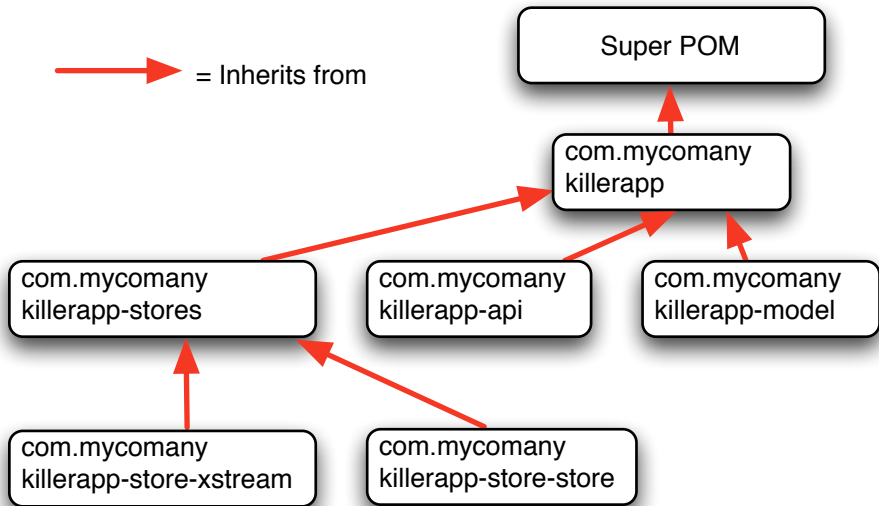 Super POM
= Inherits from
com.mycomany
killerapp
com.mycomany
killerapp-stores
com.mycomany
killerapp-api
com.mycomany
killerapp-model
com.mycomany
killerapp-store-xstream
com.mycomany
killerapp-store-store